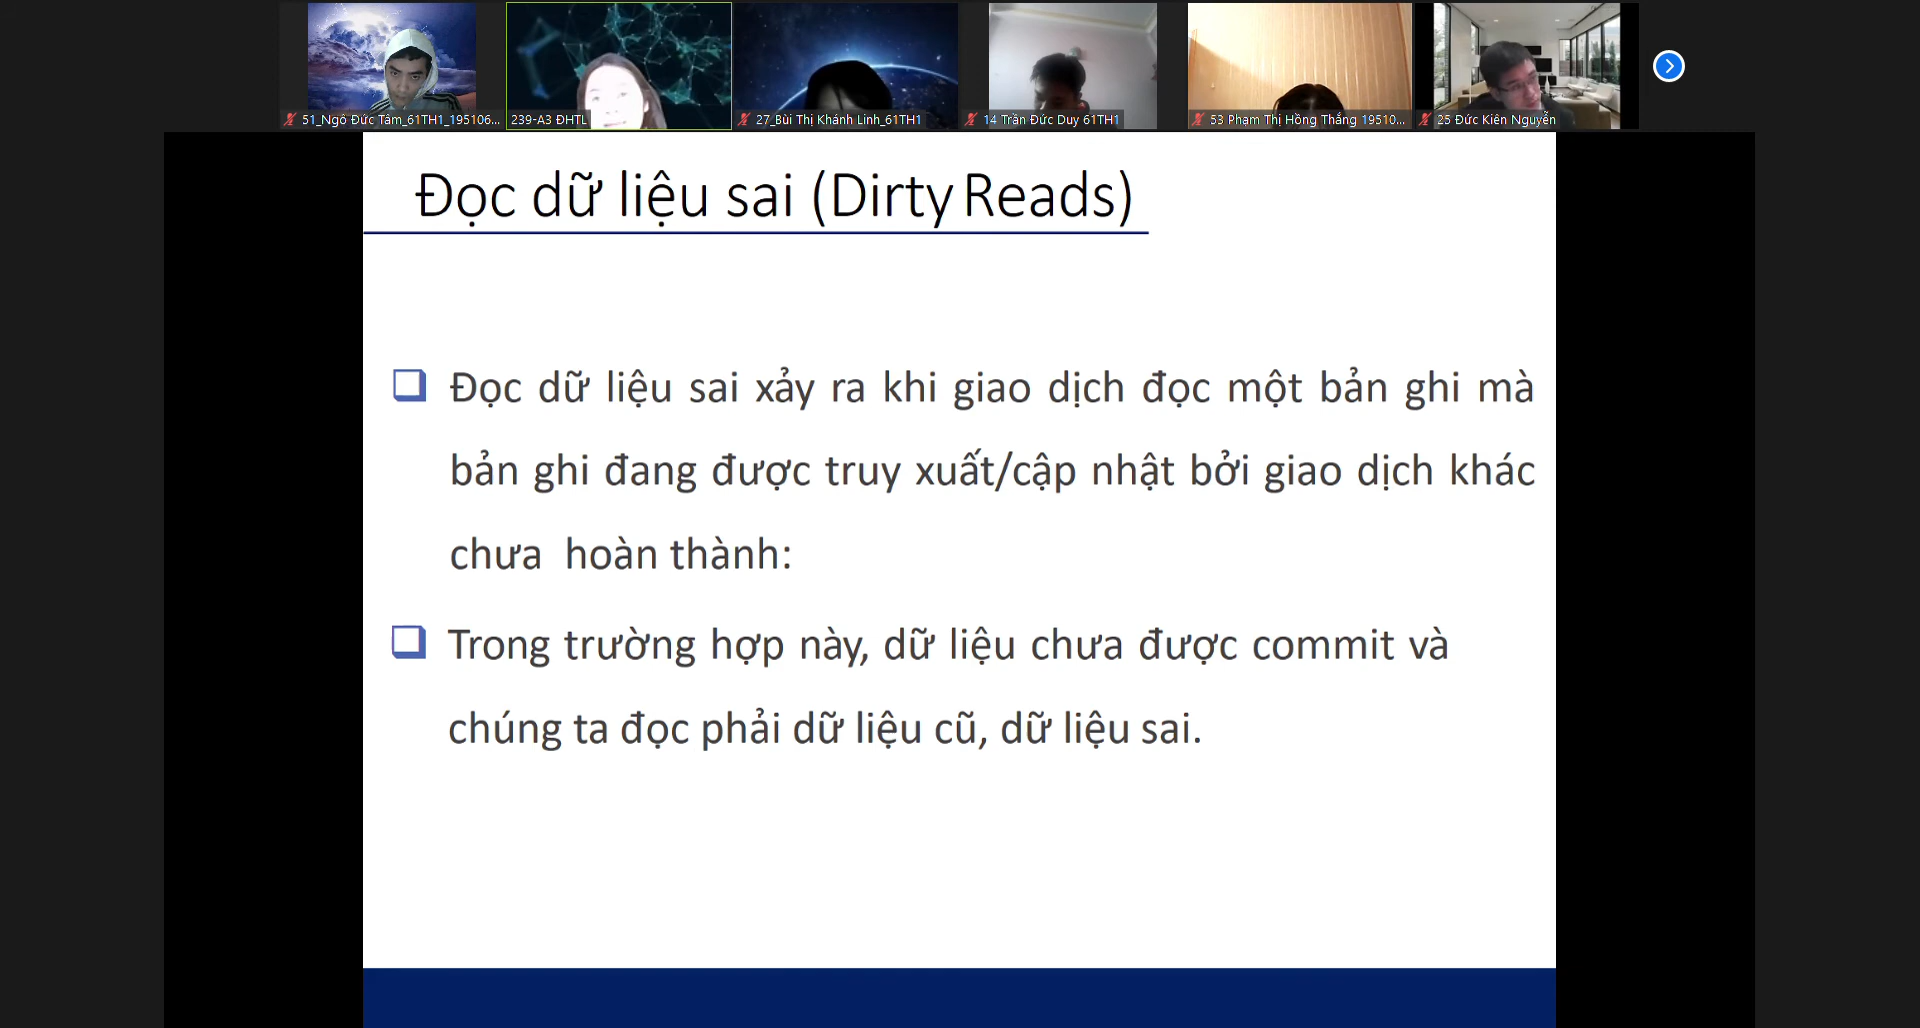 51_Ngô Đức Tâm_61TH1_195106...
239-A3 ĐHTL
27_Bùi Thị Khánh Linh_61TH1
14 Trần Đức Duy 61TH1
53 Phạm Thị Hồng Thắng 19510...
25 Đức Kiên Nguyễn
Đọc dữ liệu sai (Dirty Reads)
Đọc dữ liệu sai xảy ra khi giao dịch đọc một bản ghi mà
bản ghi đang được truy xuất/cập nhật bởi giao dịch khác
chưa hoàn thành:
Trong trường hợp này, dữ liệu chưa được commit và
chúng ta đọc phải dữ liệu cũ, dữ liệu sai.